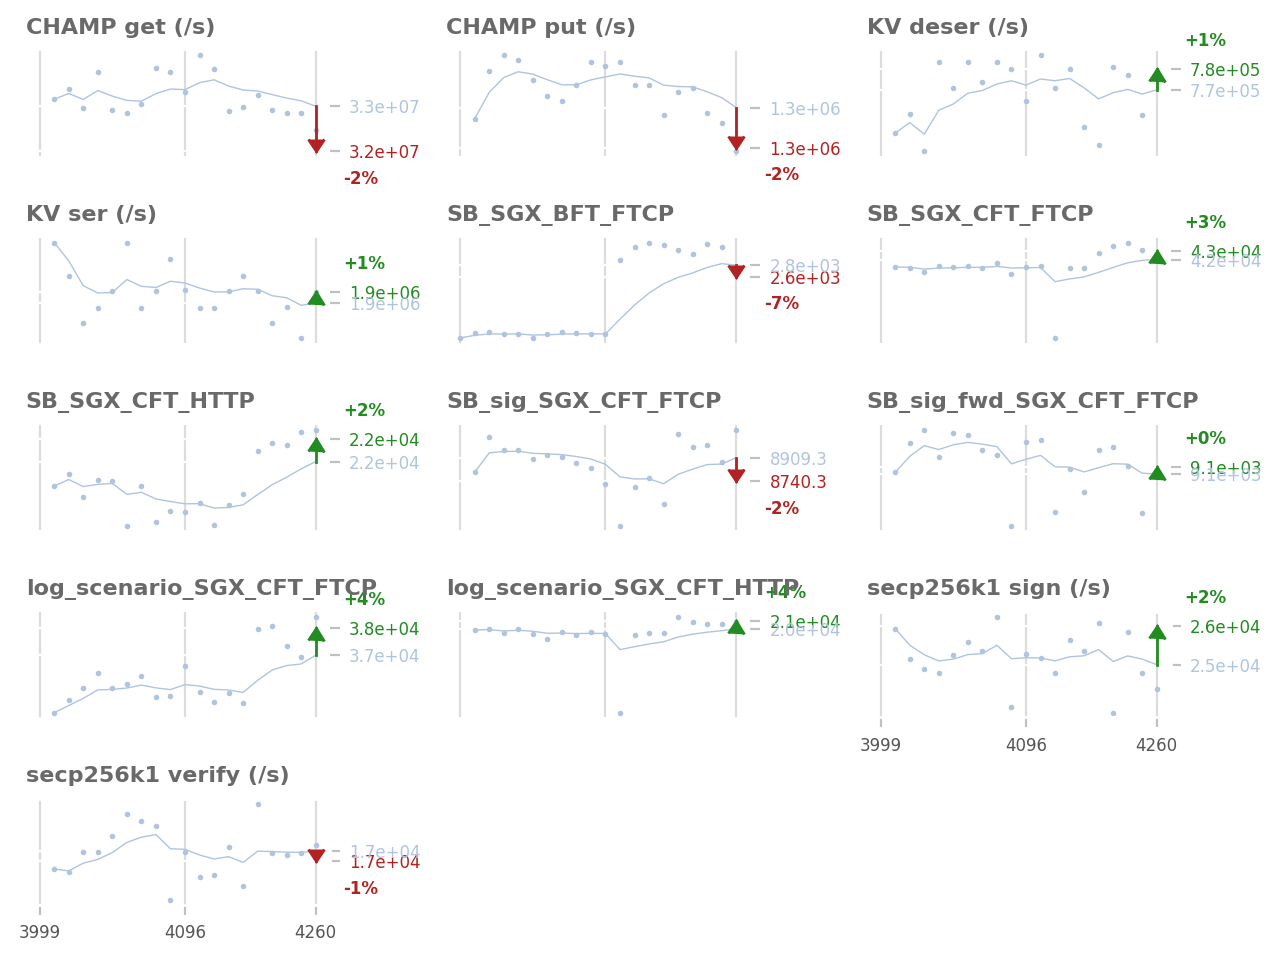 CHAMP get (/s)
3.3e+07
3.2e+07
-2%
CHAMP put (/s)
1.3e+06
1.3e+06
-2%
KV deser (/s)
+1%
7.8e+05
7.7e+05
KV ser (/s)
+1%
1.9e+06
1.9e+06
SB_SGX_BFT_FTCP
2.8e+03
2.6e+03
-7%
SB_SGX_CFT_FTCP
+3%
4.3e+04
4.2e+04
SB_SGX_CFT_HTTP
+2%
2.2e+04
2.2e+04
SB_sig_SGX_CFT_FTCP
8909.3
8740.3
-2%
SB_sig_fwd_SGX_CFT_FTCP
+0%
9.1e+03
9.1e+03
log_scenario_SGX_CFT_FTCP
+4%
3.8e+04
3.7e+04
log_scenario_SGX_CFT_HTTP
+4%
2.1e+04
2.0e+04
secp256k1 sign (/s)
+2%
2.6e+04
2.5e+04
3999 4096 4260
secp256k1 verify (/s)
1.7e+04
1.7e+04
-1%
3999 4096 4260